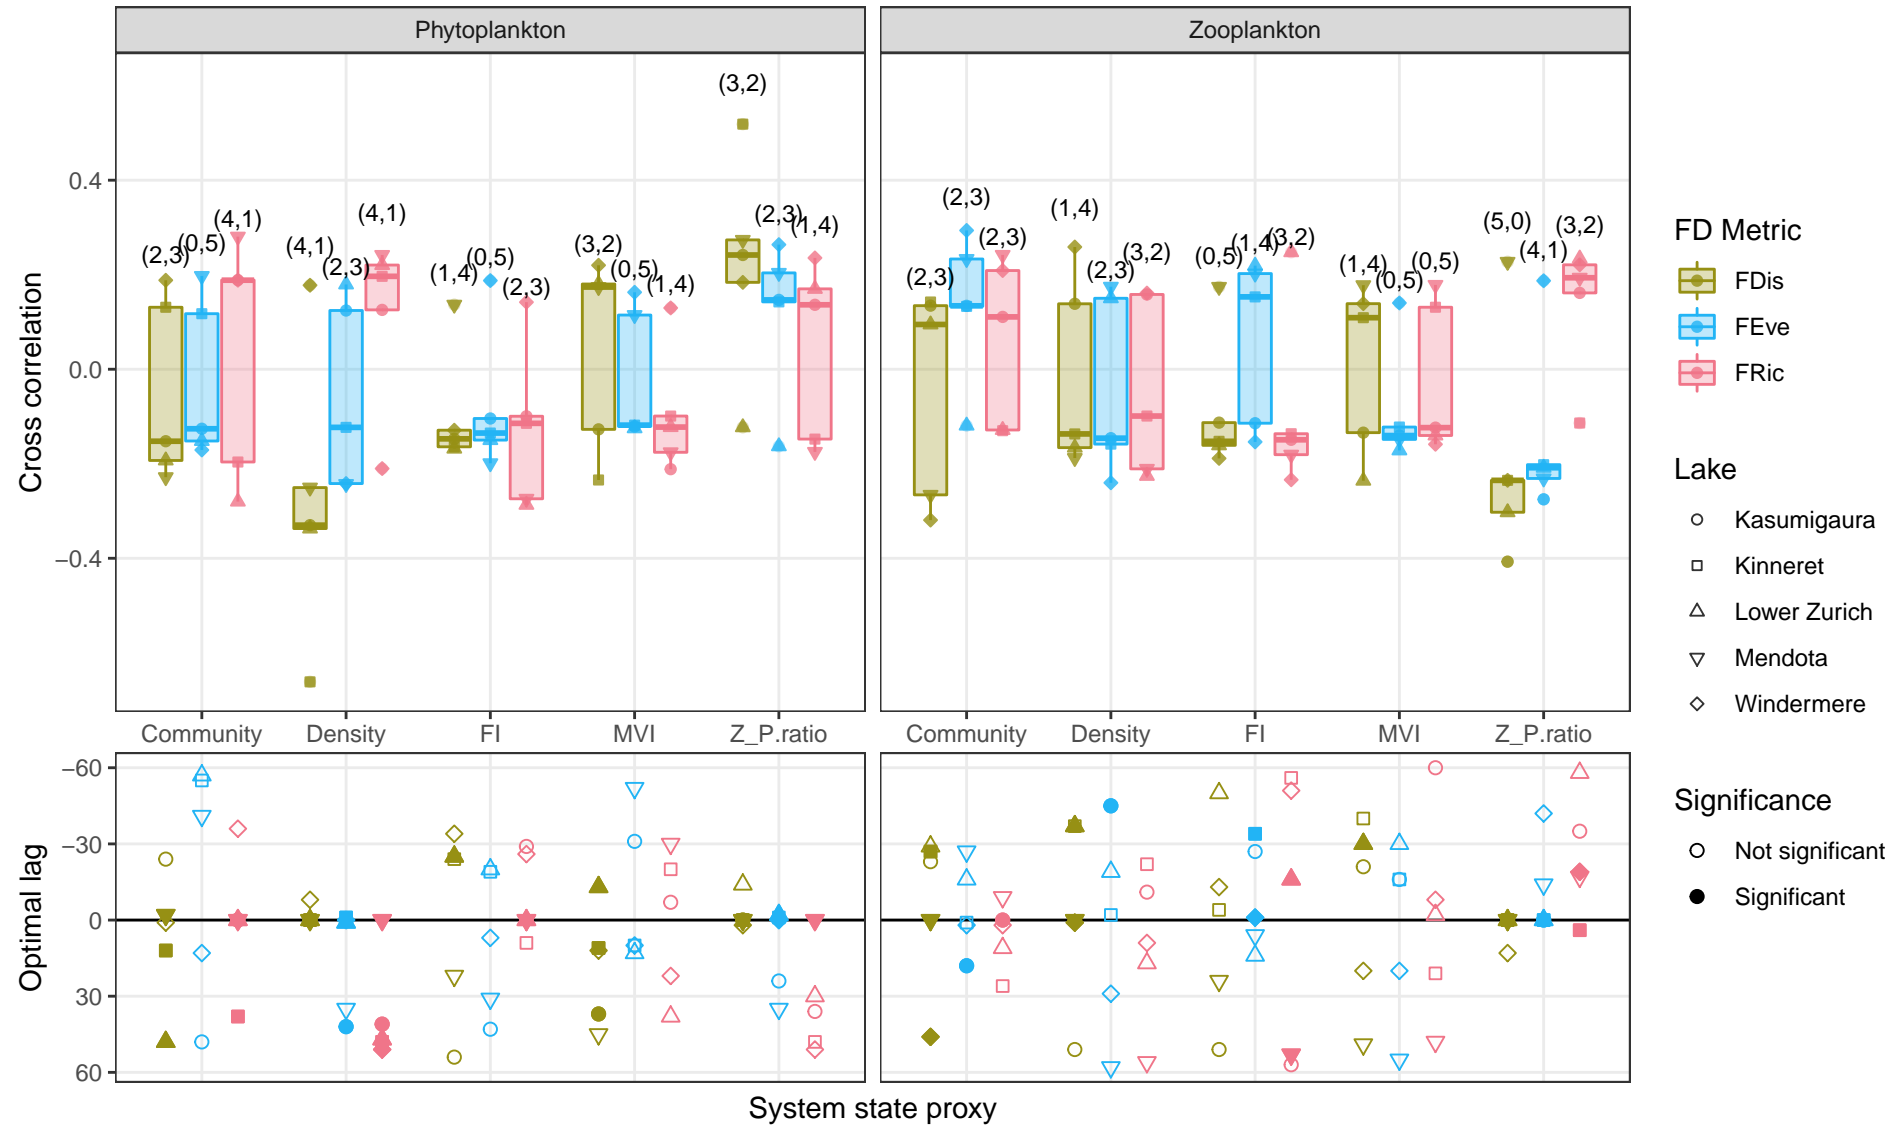 Phytoplankton
Zooplankton
Cross correlation
0.4
0.0
−0.4
(2,3)
(0,5)
(4,1)
(4,1)
(2,3)
(4,1)
(1,4)
(0,5)
(2,3)
(3,2)
(0,5)
(1,4)
(3,2)
(2,3)
(1,4)
(2,3)
(2,3)
(2,3)
(1,4)
(2,3)
(3,2)
(0,5)
(1,4)
(3,2)
(1,4)
(0,5)
(0,5)
(5,0)
(4,1)
(3,2)
Community
Density
FI
MVI
Z_P.ratio
Community
Density
FI
MVI
Z_P.ratio
Optimal lag
−60
−30
0
30
60
System state proxy
FD Metric
FDis
FEve
FRic
Lake
Kasumigaura
Kinneret
Lower Zurich
Mendota
Windermere
Significance
Not significant
Significant